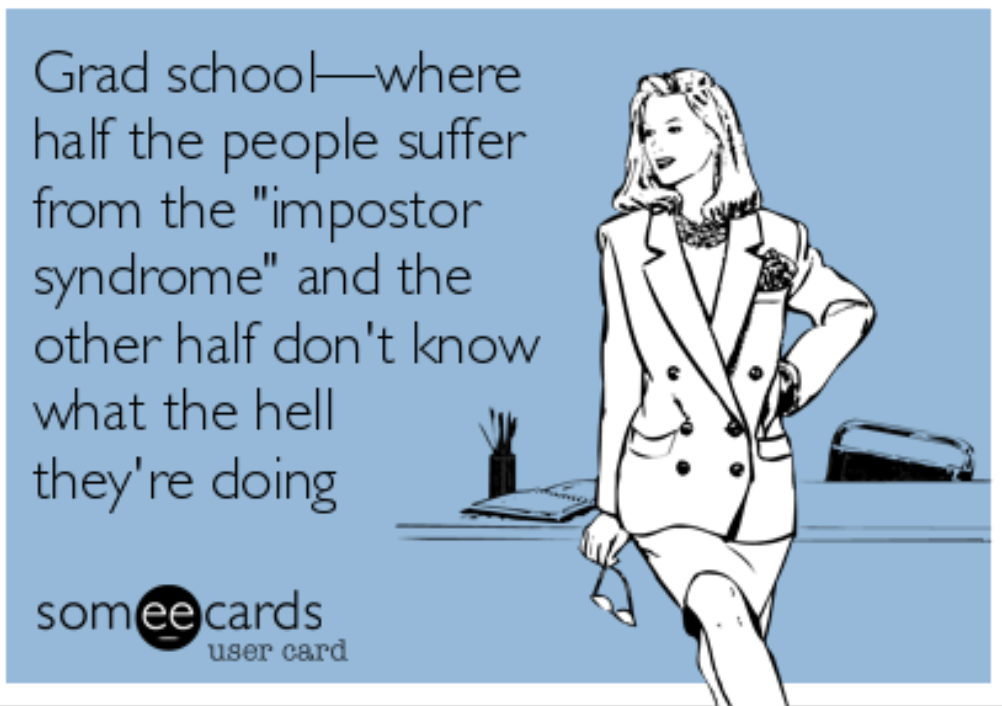 Grad school—where
half the people suffer
from the "impostor
syndrome" and the
other half don't know
what the hell
they're doing
someecards
user card